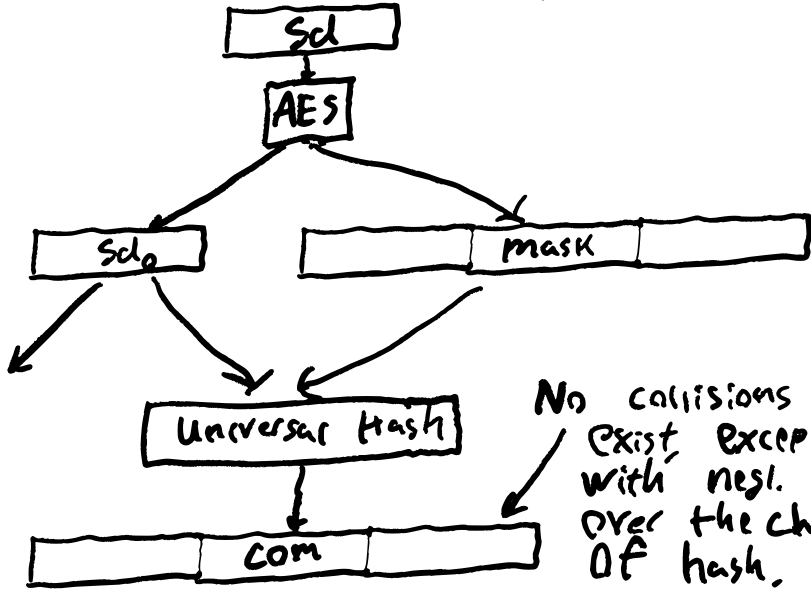 Sd
AES
Sd₀
mask
Universal Hash
com
No collisions
exist, excep
with negl.
over the ch
of hash.